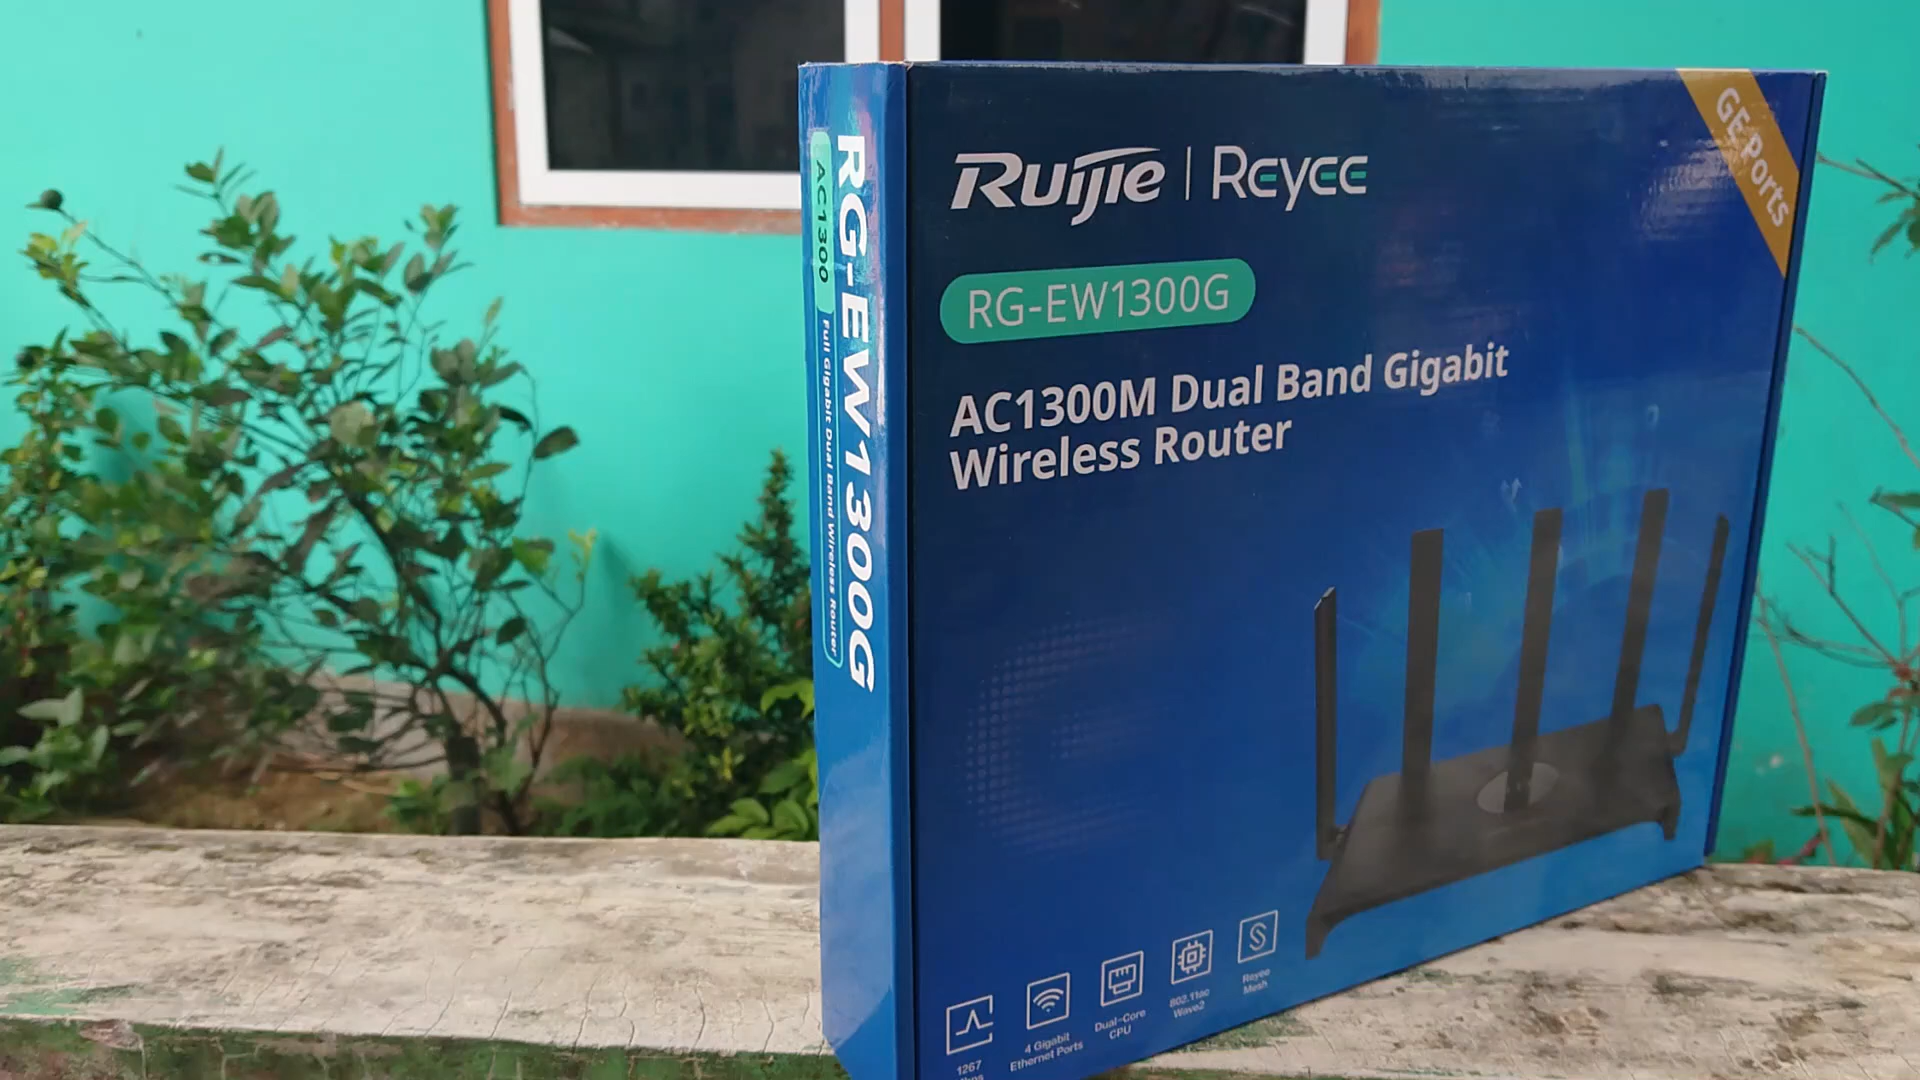 RG-EW1300G
AC1300
Full Gigabit Dual Band Wireless Router
Ruijie | Reyee
GE Ports
RG-EW1300G
AC1300M Dual Band Gigabit
Wireless Router
1267
4 Gigabit
Ethernet Ports
Dual-Core
CPU
802.11ac
Wave2
Reyee
Mesh